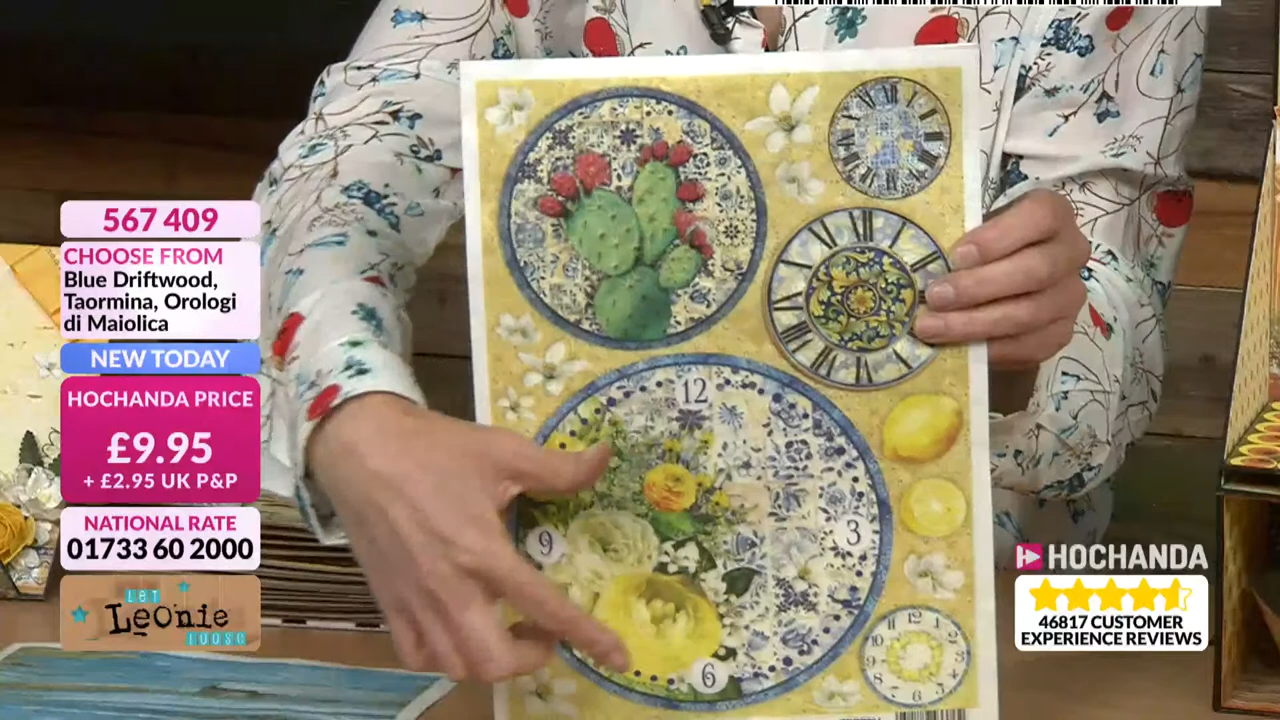 567 409
CHOOSE FROM
Blue Driftwood,
Taormina, Orologi
di Maiolica
NEW TODAY
HOCHANDA PRICE
£9.95
+ £2.95 UK P&P
NATIONAL RATE
01733 60 2000
LET
Leonie
LOOSE
12
9
3
6
HOCHANDA
46817 CUSTOMER
EXPERIENCE REVIEWS